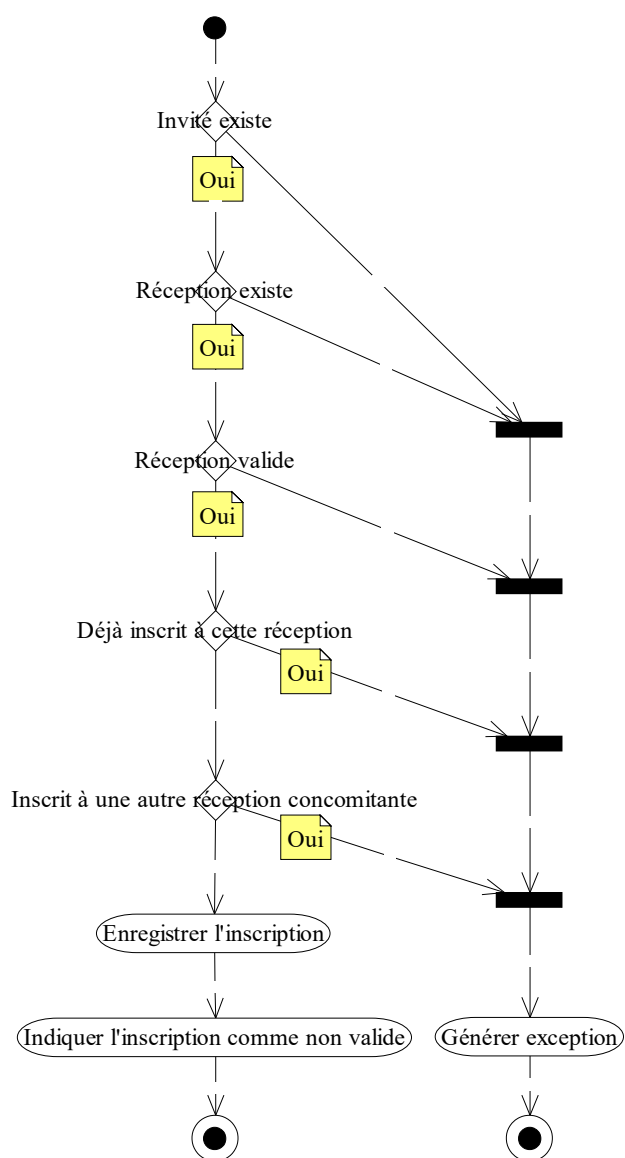 Invité existe
Oui
Réception existe
Oui
Réception valide
Oui
Déjà inscrit à cette réception
Oui
Inscrit à une autre réception concomitante
Oui
Enregistrer l'inscription
Indiquer l'inscription comme non valide
Générer exception